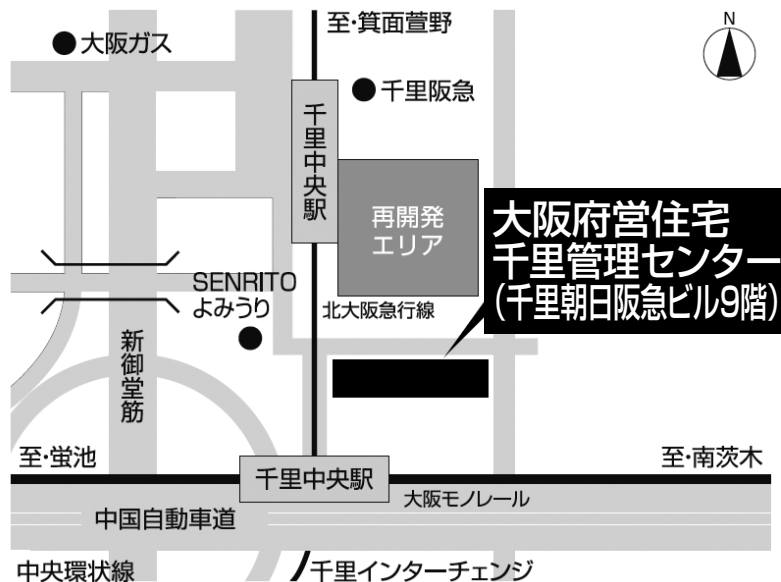 至・箕面萱野
N
大阪ガス
千里阪急
千里中央駅
再開発
エリア
大阪府営住宅
千里管理センター
(千里朝日阪急ビル9階)
SENRITO
よみうり
北大阪急行線
新御堂筋
至・蛍池
千里中央駅
至・南茨木
大阪モノレール
中国自動車道
中央環状線
千里インターチェンジ